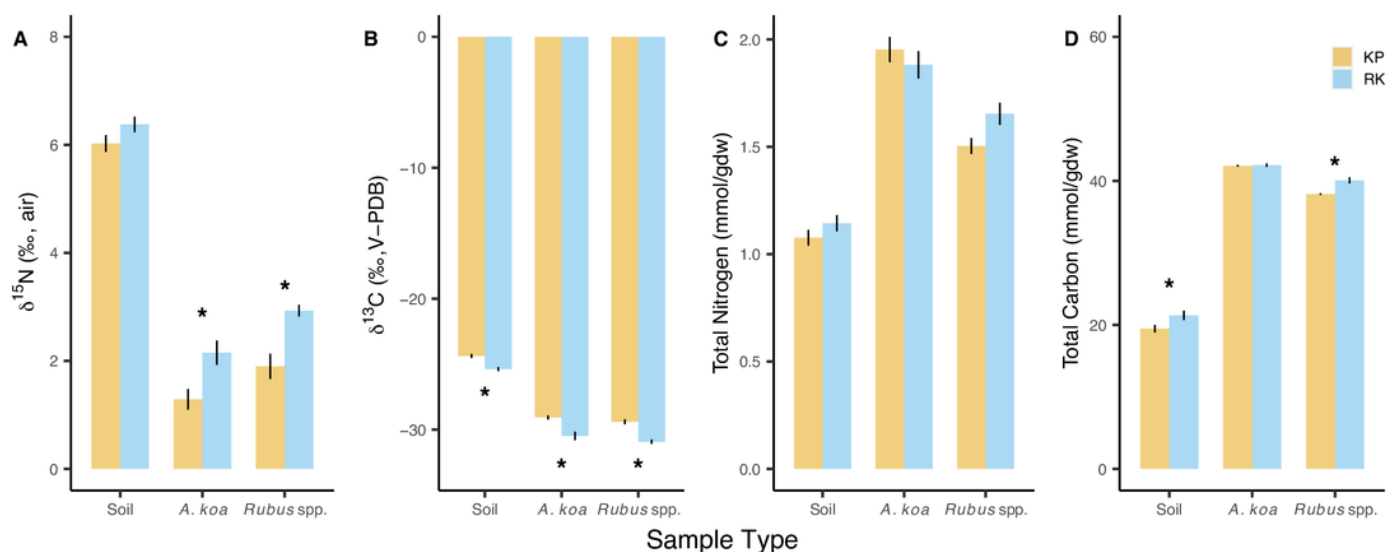 A
δ15N (‰, air)
8
6
4
2
0
*
*
Soil
A. koa
Rubus spp.
B
δ13C (‰, V−PDB)
0
−10
−20
−30
*
*
*
Soil
A. koa
Rubus spp.
C
Total Nitrogen (mmol/gdw)
2.0
1.5
1.0
0.5
0.0
Soil
A. koa
Rubus spp.
D
Total Carbon (mmol/gdw)
60
40
20
0
KP
RK
*
*
Soil
A. koa
Rubus spp.
Sample Type